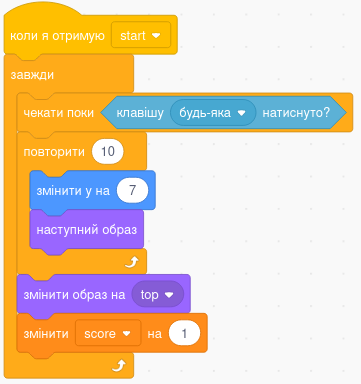 коли я отримую start
завжди
чекати поки клавішу будь-яка натиснуто?
повторити 10
змінити y на 7
наступний образ
змінити образ на top
змінити score на 1